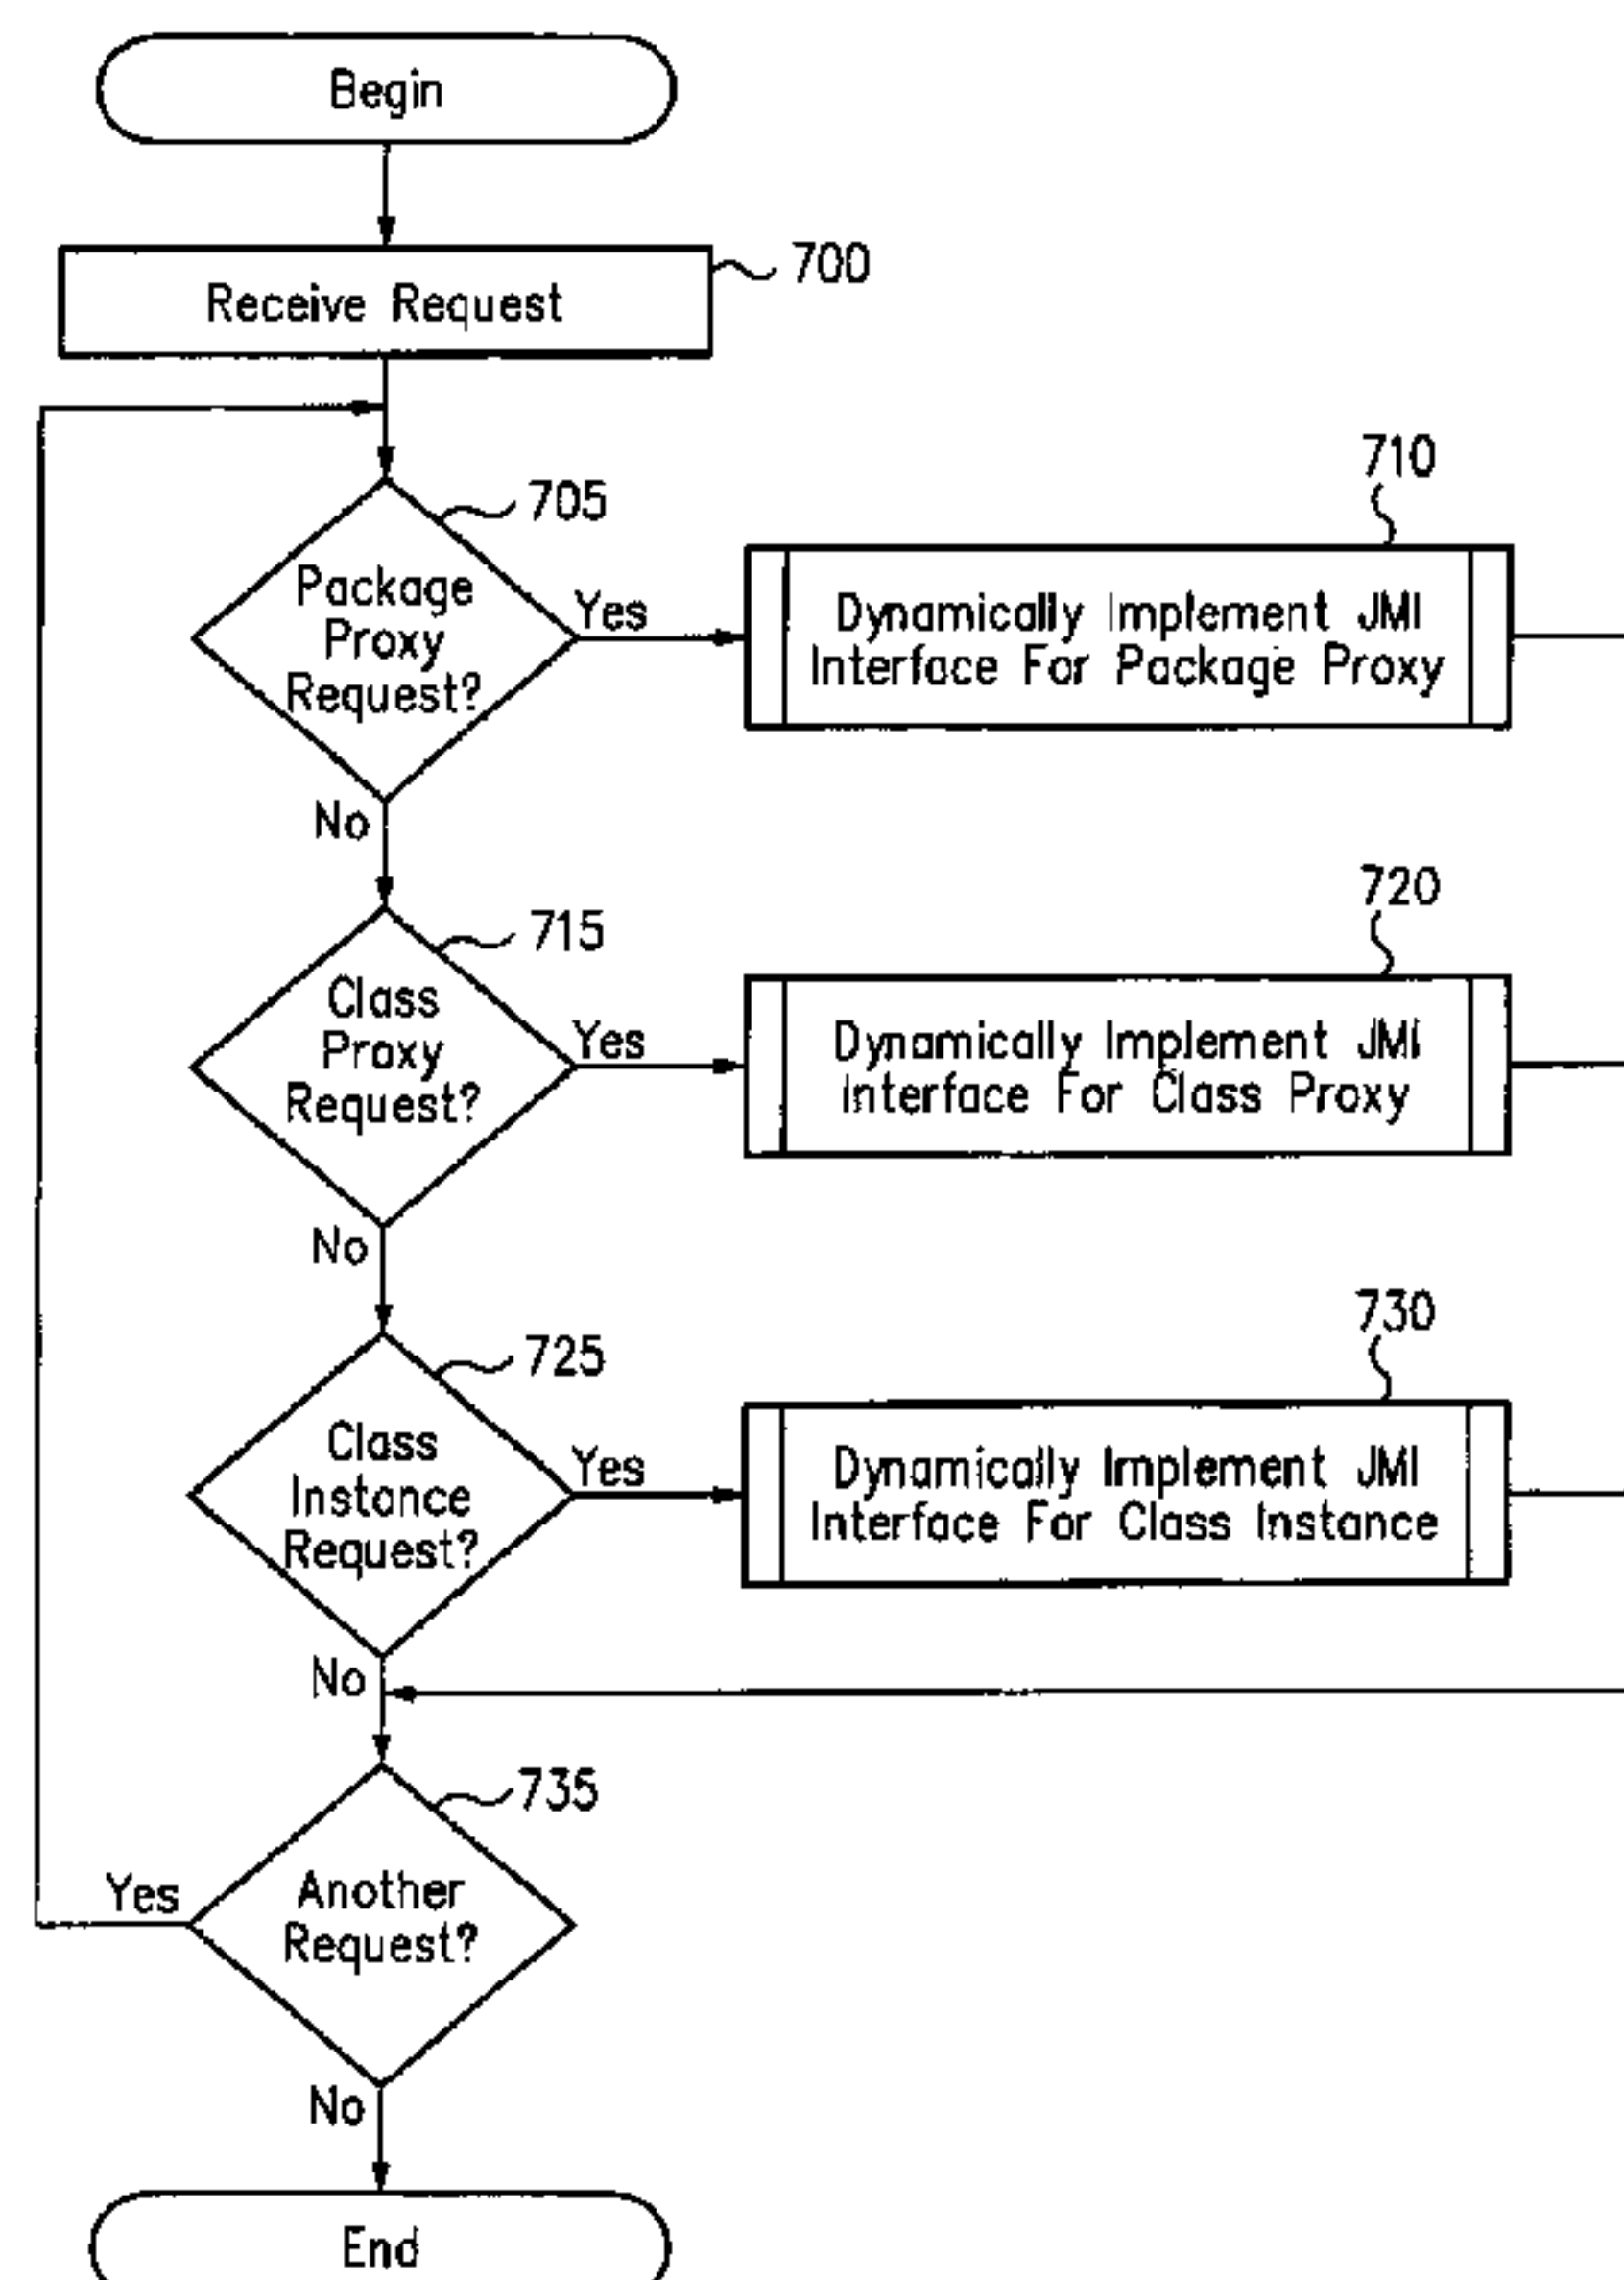 Begin
Receive Request
700
705
Package
Proxy
Request?
Yes
710
Dynamically Implement JMI
Interface For Package Proxy
No
715
Class
Proxy
Request?
Yes
720
Dynamically Implement JMI
Interface For Class Proxy
No
725
Class
Instance
Request?
Yes
730
Dynamically Implement JMI
Interface For Class Instance
No
735
Another
Request?
Yes
No
End